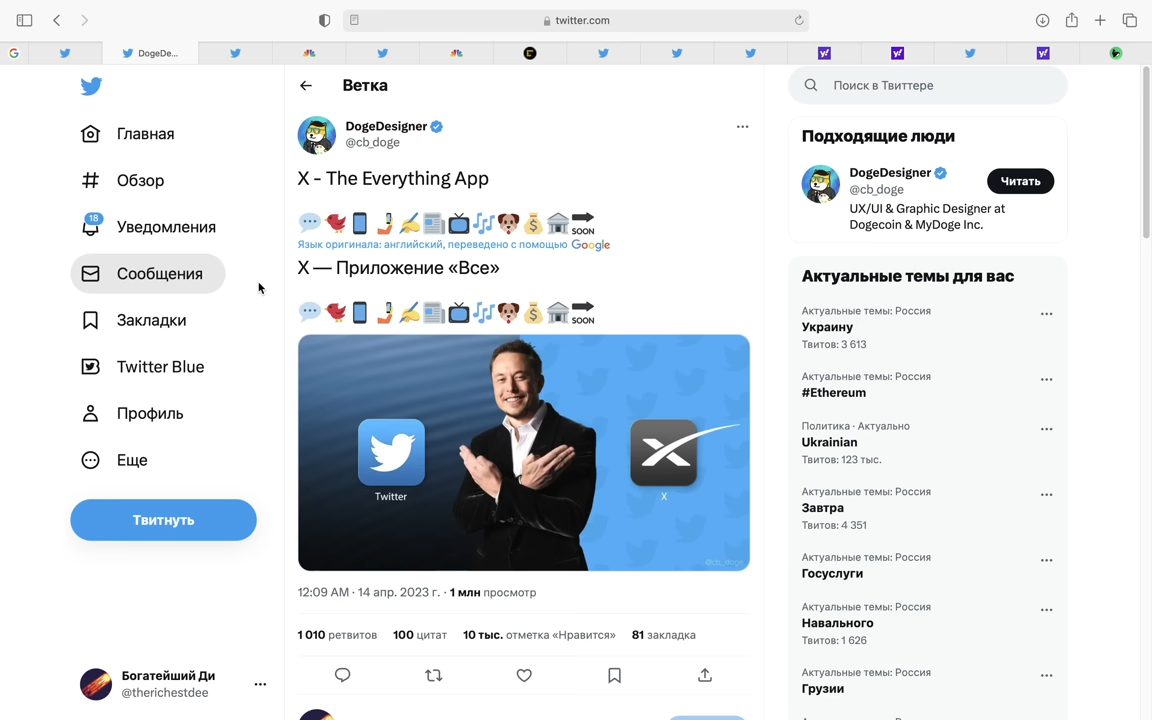 twitter.com
DogeDe...
Главная
Обзор
18
Уведомления
Сообщения
Закладки
Twitter Blue
Профиль
Еще
Твитнуть
Богатейший Ди
@therichestdee
Ветка
DogeDesigner
@cb_doge
X - The Everything App
SOON
Язык оригинала: английский, переведено с помощью Google
X — Приложение «Все»
SOON
Twitter
X
@cb_doge
12:09 AM · 14 апр. 2023 г. · 1 млн просмотр
1 010 ретвитов 100 цитат 10 тыс. отметка «Нравится» 81 закладка
Поиск в Твиттере
Подходящие люди
DogeDesigner
@cb_doge
Читать
UX/UI & Graphic Designer at
Dogecoin & MyDoge Inc.
Актуальные темы для вас
Актуальные темы: Россия
Украину
Твитов: 3 613
Актуальные темы: Россия
#Ethereum
Политика · Актуально
Ukrainian
Твитов: 123 тыс.
Актуальные темы: Россия
Завтра
Твитов: 4 351
Актуальные темы: Россия
Госуслуги
Актуальные темы: Россия
Навального
Твитов: 1 626
Актуальные темы: Россия
Грузии